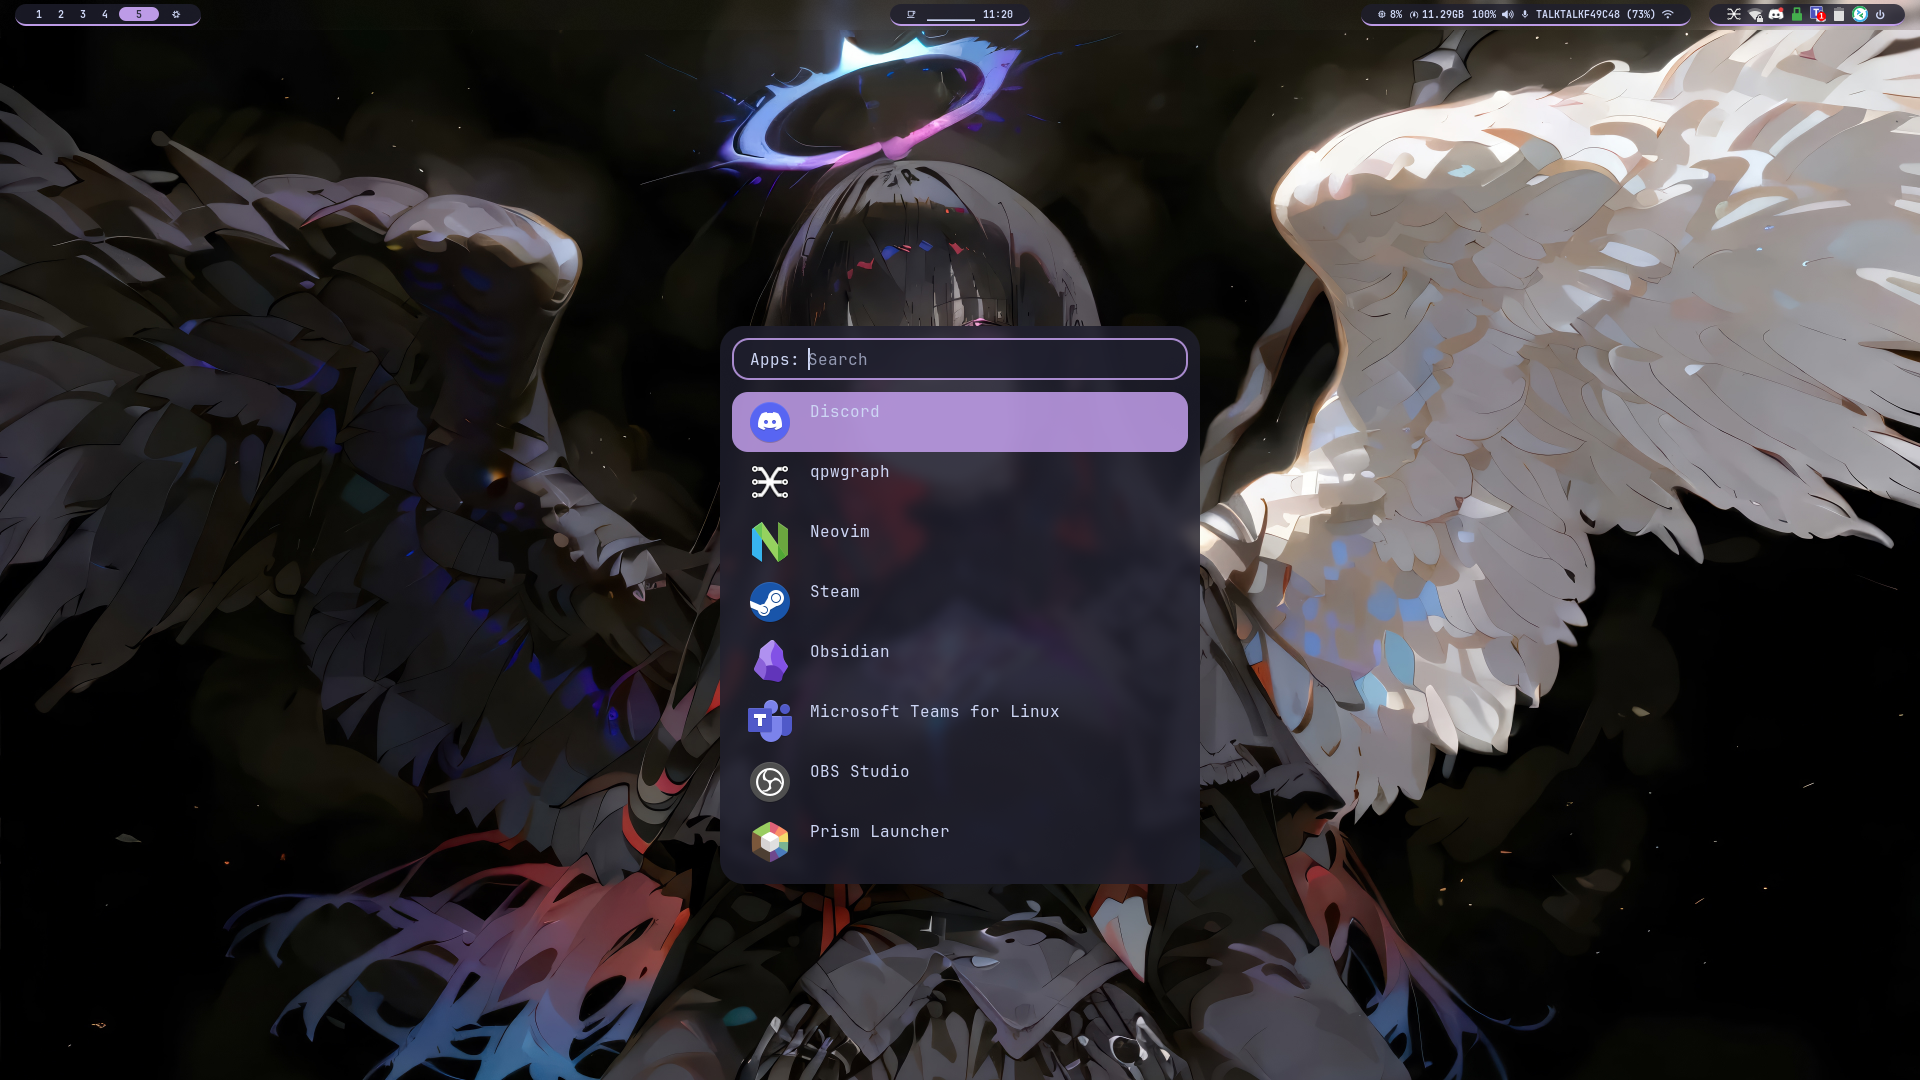 1 2 3 4 5
11:20
8% 11.29GB 100% TALKTALKF49C48 (73%)
T 1
Apps: Search
Discord
qpwgraph
Neovim
Steam
Obsidian
T Microsoft Teams for Linux
OBS Studio
Prism Launcher